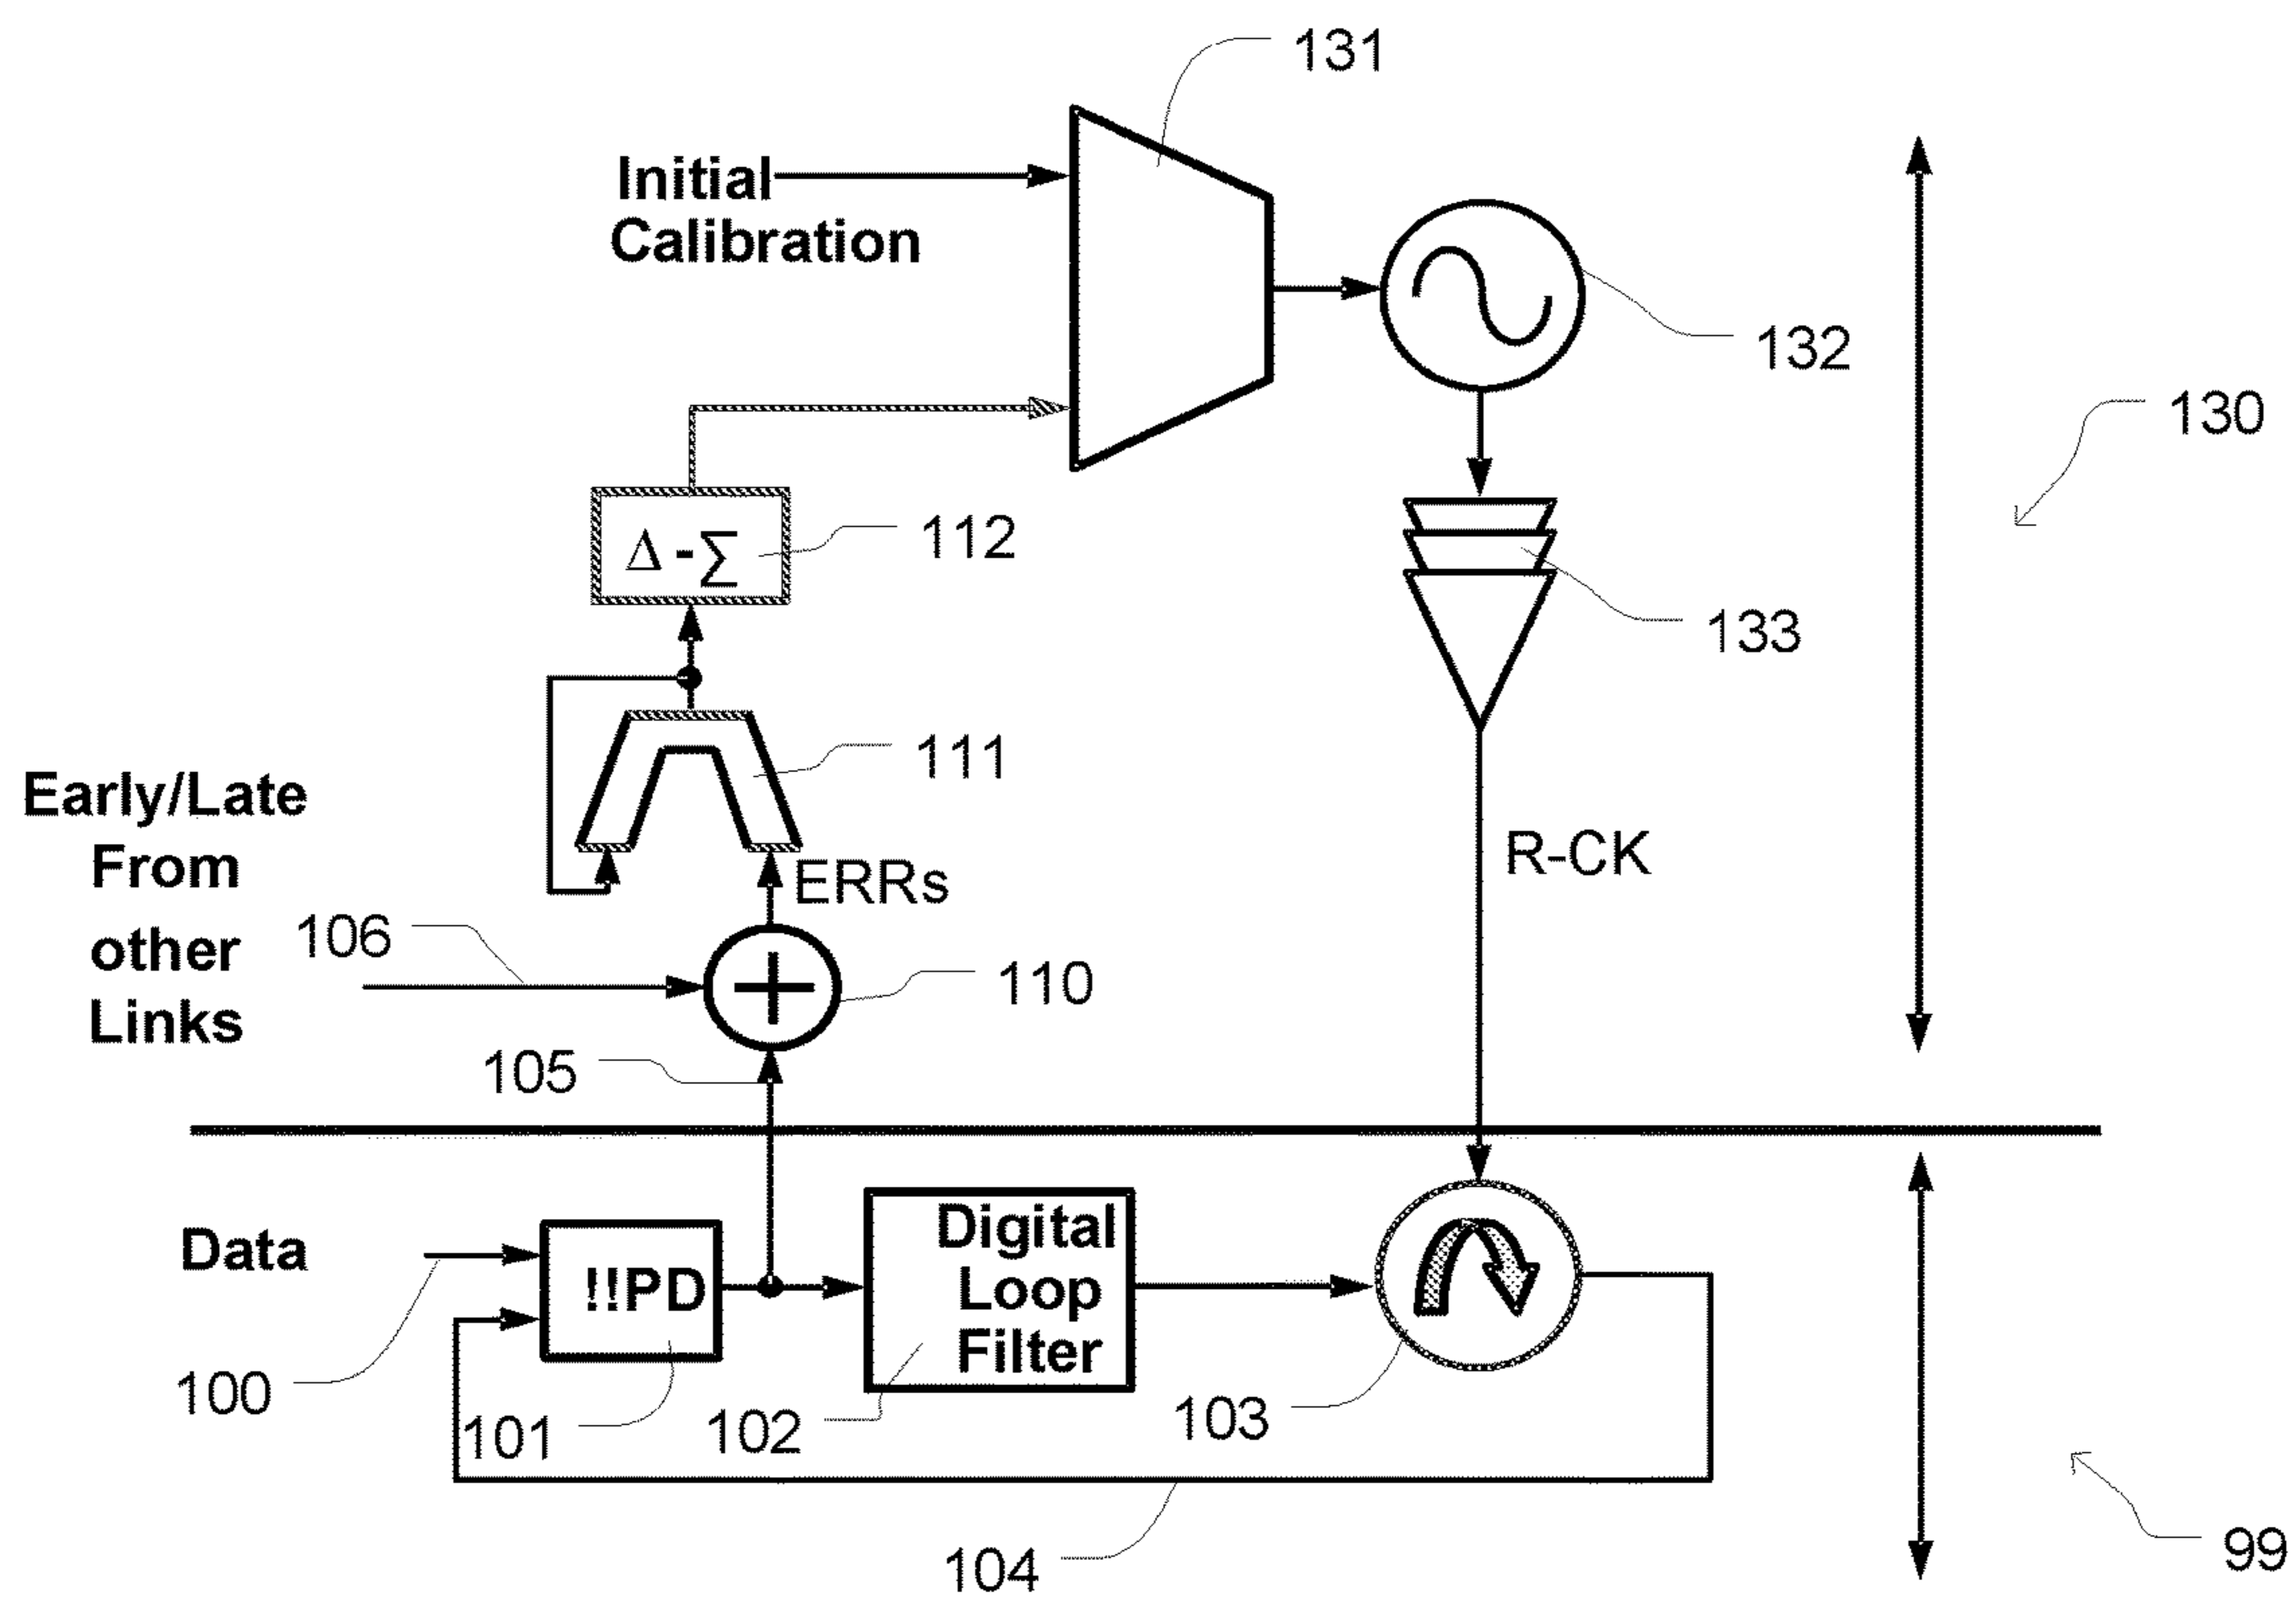 131
Initial
Calibration
132
130
Δ-∑
112
133
111
Early/Late
From
other
Links
ERRs
R-CK
106
110
105
Data
!!PD
Digital
Loop
Filter
100
101
102
103
104
99